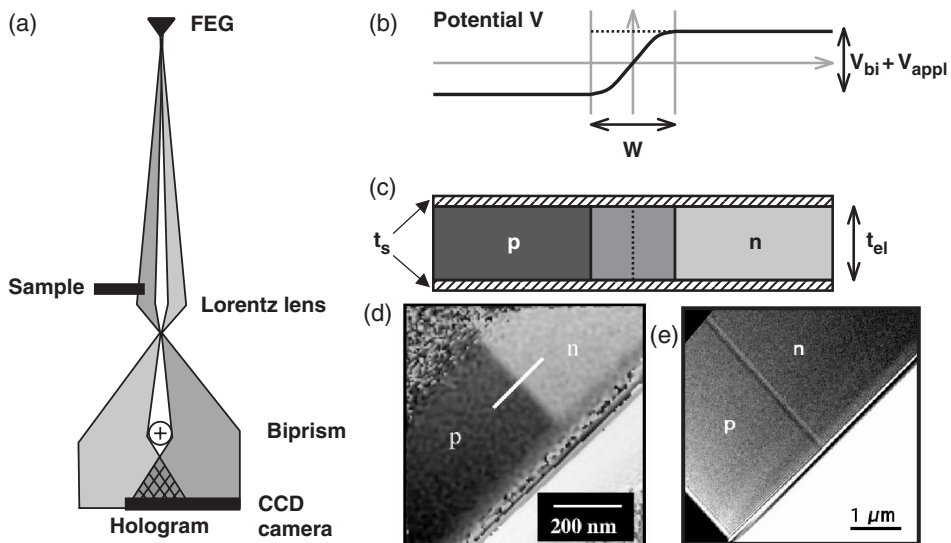 (a)
FEG
Sample
Lorentz lens
Biprism
+
Hologram
CCD
camera
(b)
Potential V
V_bi + V_appl
W
(c)
t_s
p
n
t_el
(d)
n
p
200 nm
(e)
n
p
1 µm